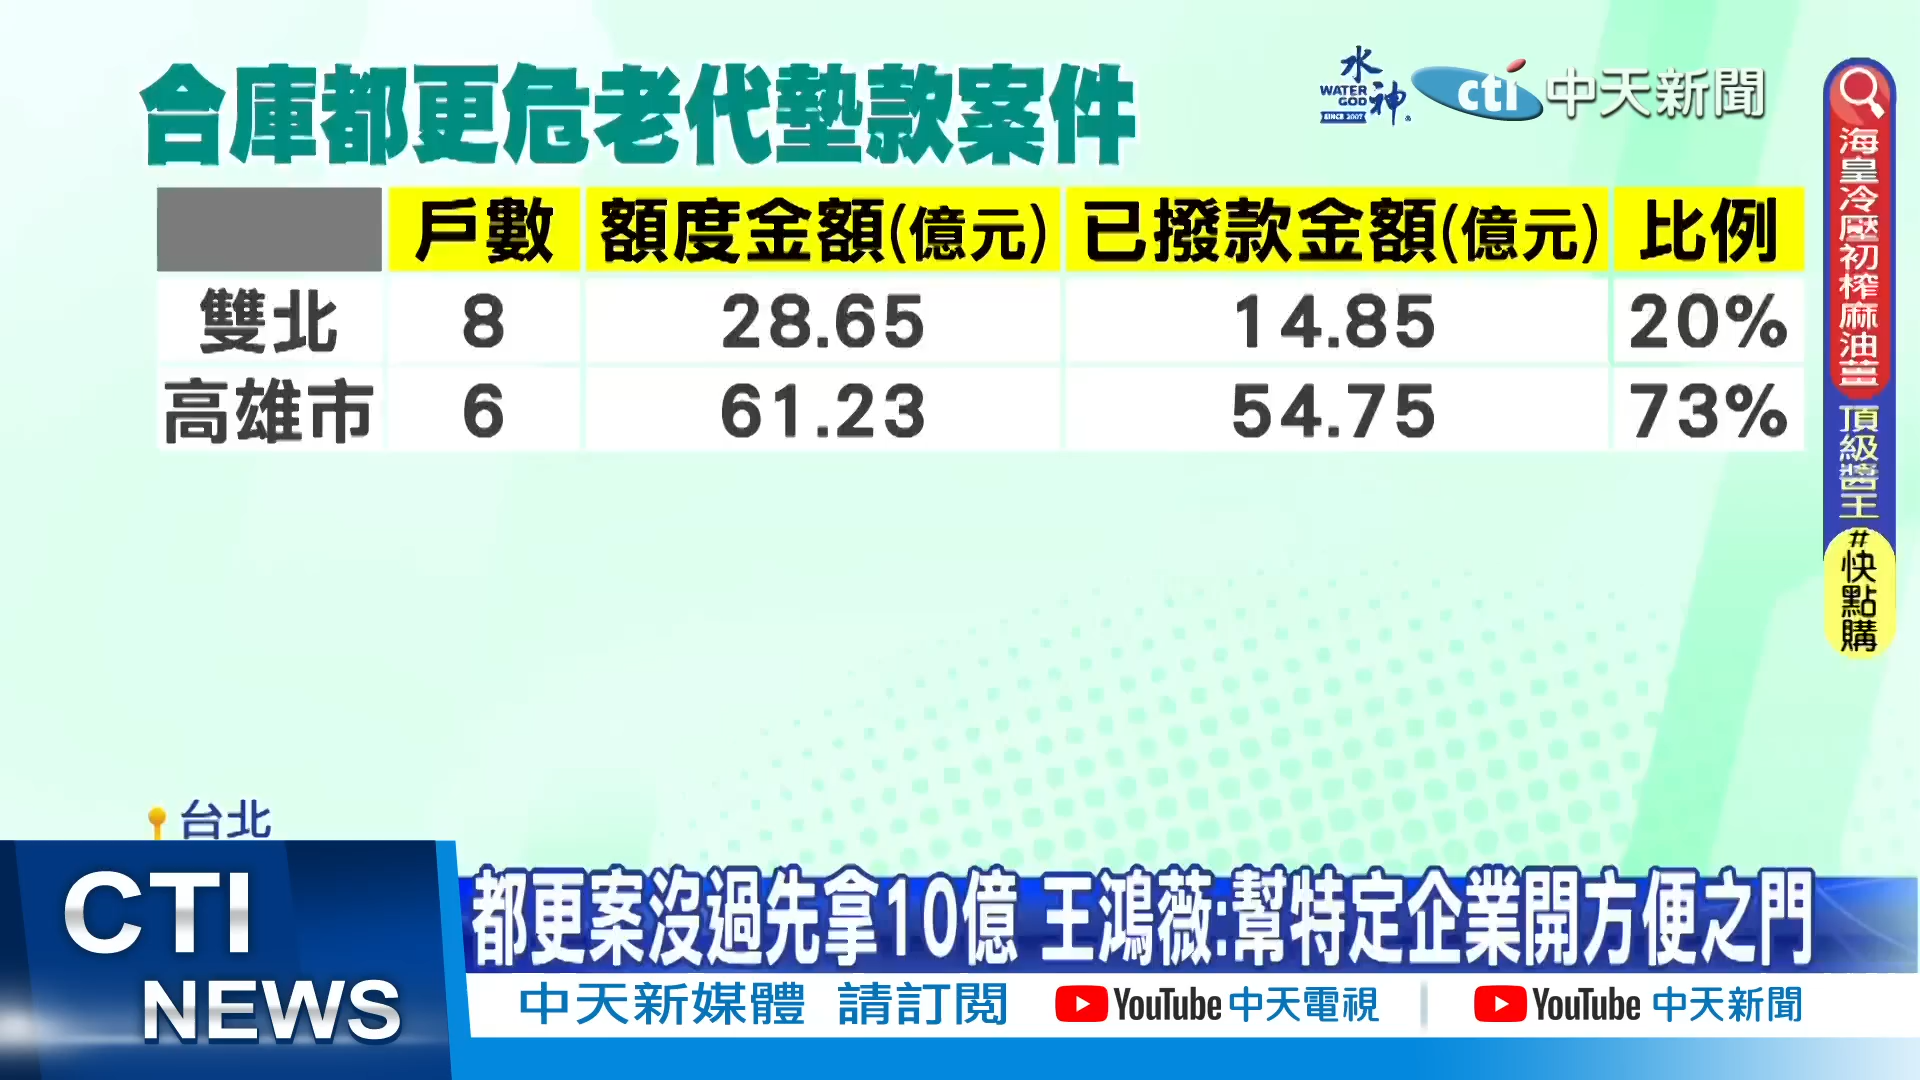 合庫都更危老代墊款案件
水神
WATER GOD
SINCE 2007
cti 中天新聞
戶數 額度金額(億元) 已撥款金額(億元) 比例
雙北 8 28.65 14.85 20%
高雄市 6 61.23 54.75 73%
海皇冷壓初榨麻油薑
頂級醬王
#快點購
台北
CTI NEWS
都更案沒過先拿10億 王鴻薇:幫特定企業開方便之門
中天新媒體 請訂閱 YouTube 中天電視 YouTube 中天新聞